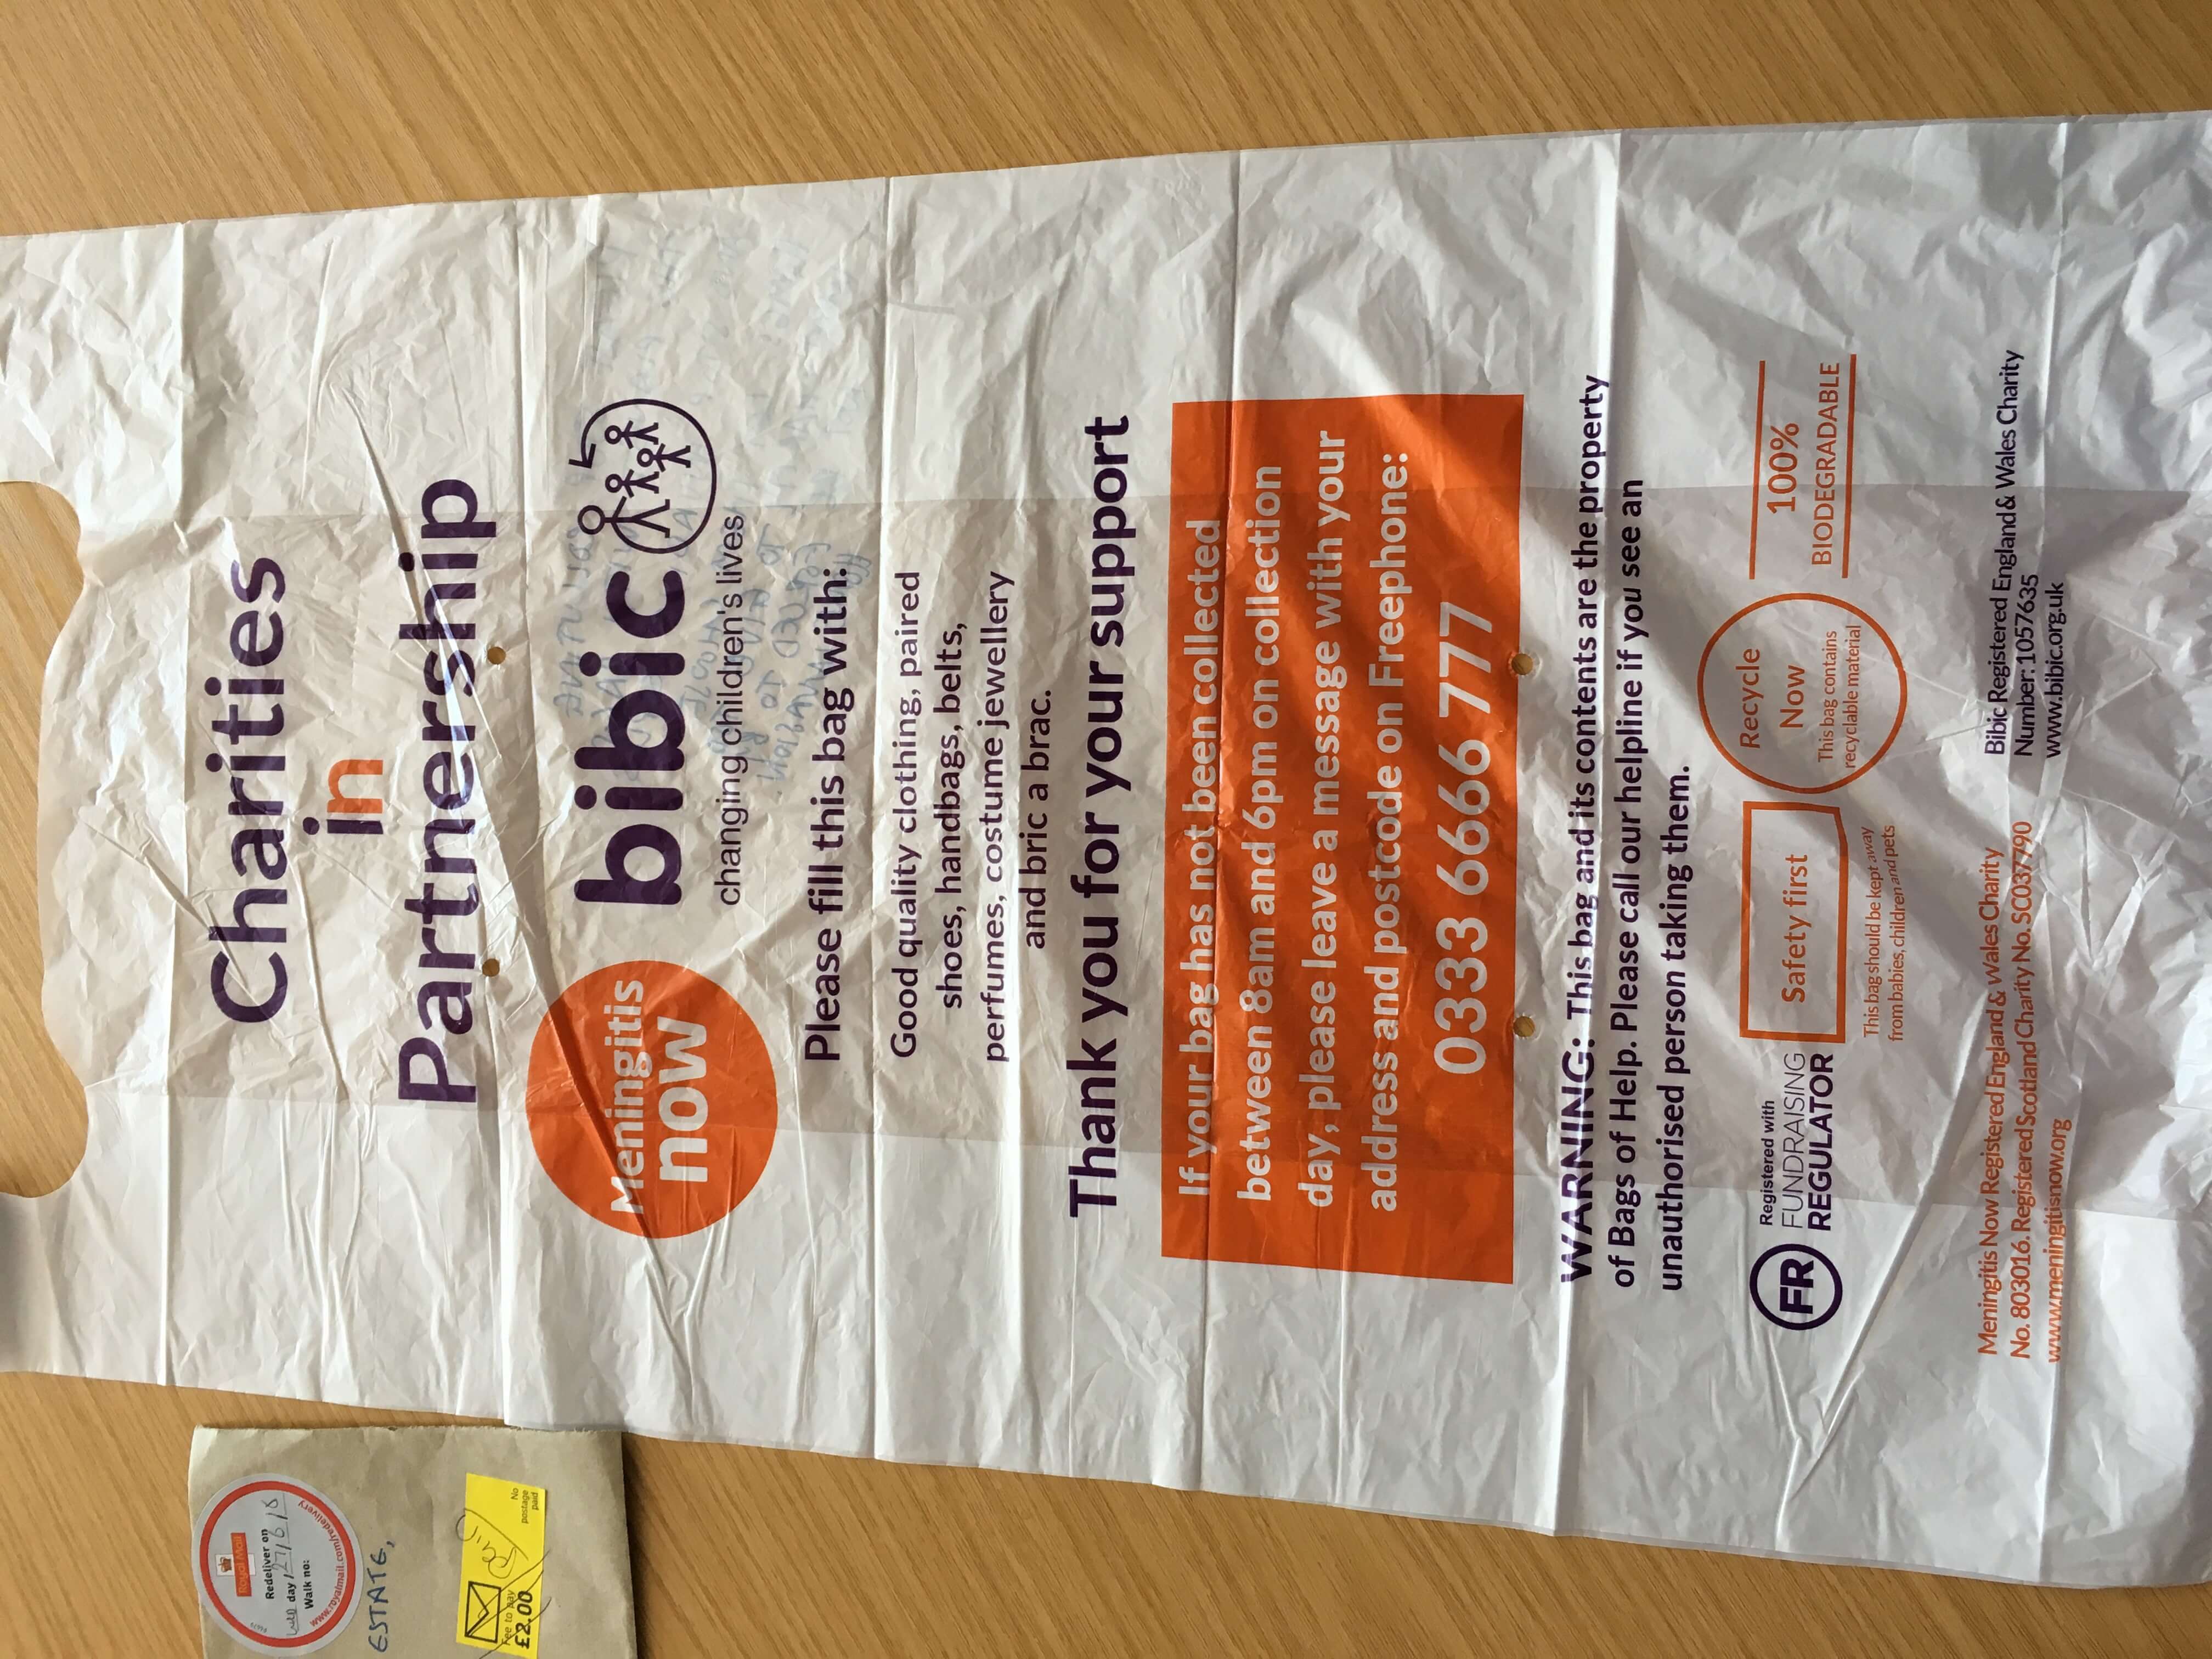 Charities
in
Partnership
Meningitis
now
bibic
changing children's lives
Please fill this bag with:
Good quality clothing, paired
shoes, handbags, belts,
perfumes, costume jewellery
and bric a brac.
Thank you for your support
If your bag has not been collected
between 8am and 6pm on collection
day, please leave a message with your
address and postcode on Freephone:
0333 6666 777
WARNING: This bag and its contents are the property
of Bags of Help. Please call our helpline if you see an
unauthorised person taking them.
FR
Registered with
FUNDRAISING
REGULATOR
Safety first
This bag should be kept away
from babies, children and pets
Recycle
Now
This bag contains
recyclable material
100%
BIODEGRADABLE
Meningitis Now Registered England & Wales Charity
No. 803016. Registered Scotland Charity No. SC037790
www.meningitisnow.org
Bibic Registered England & Wales Charity
Number: 1057635
www.bibic.org.uk
Royal Mail
Redeliver on
day 27/6/18
Walk no:
www.royalmail.com/redelivery
ESTATE,
Fee to pay
£2.00
No
postage
paid